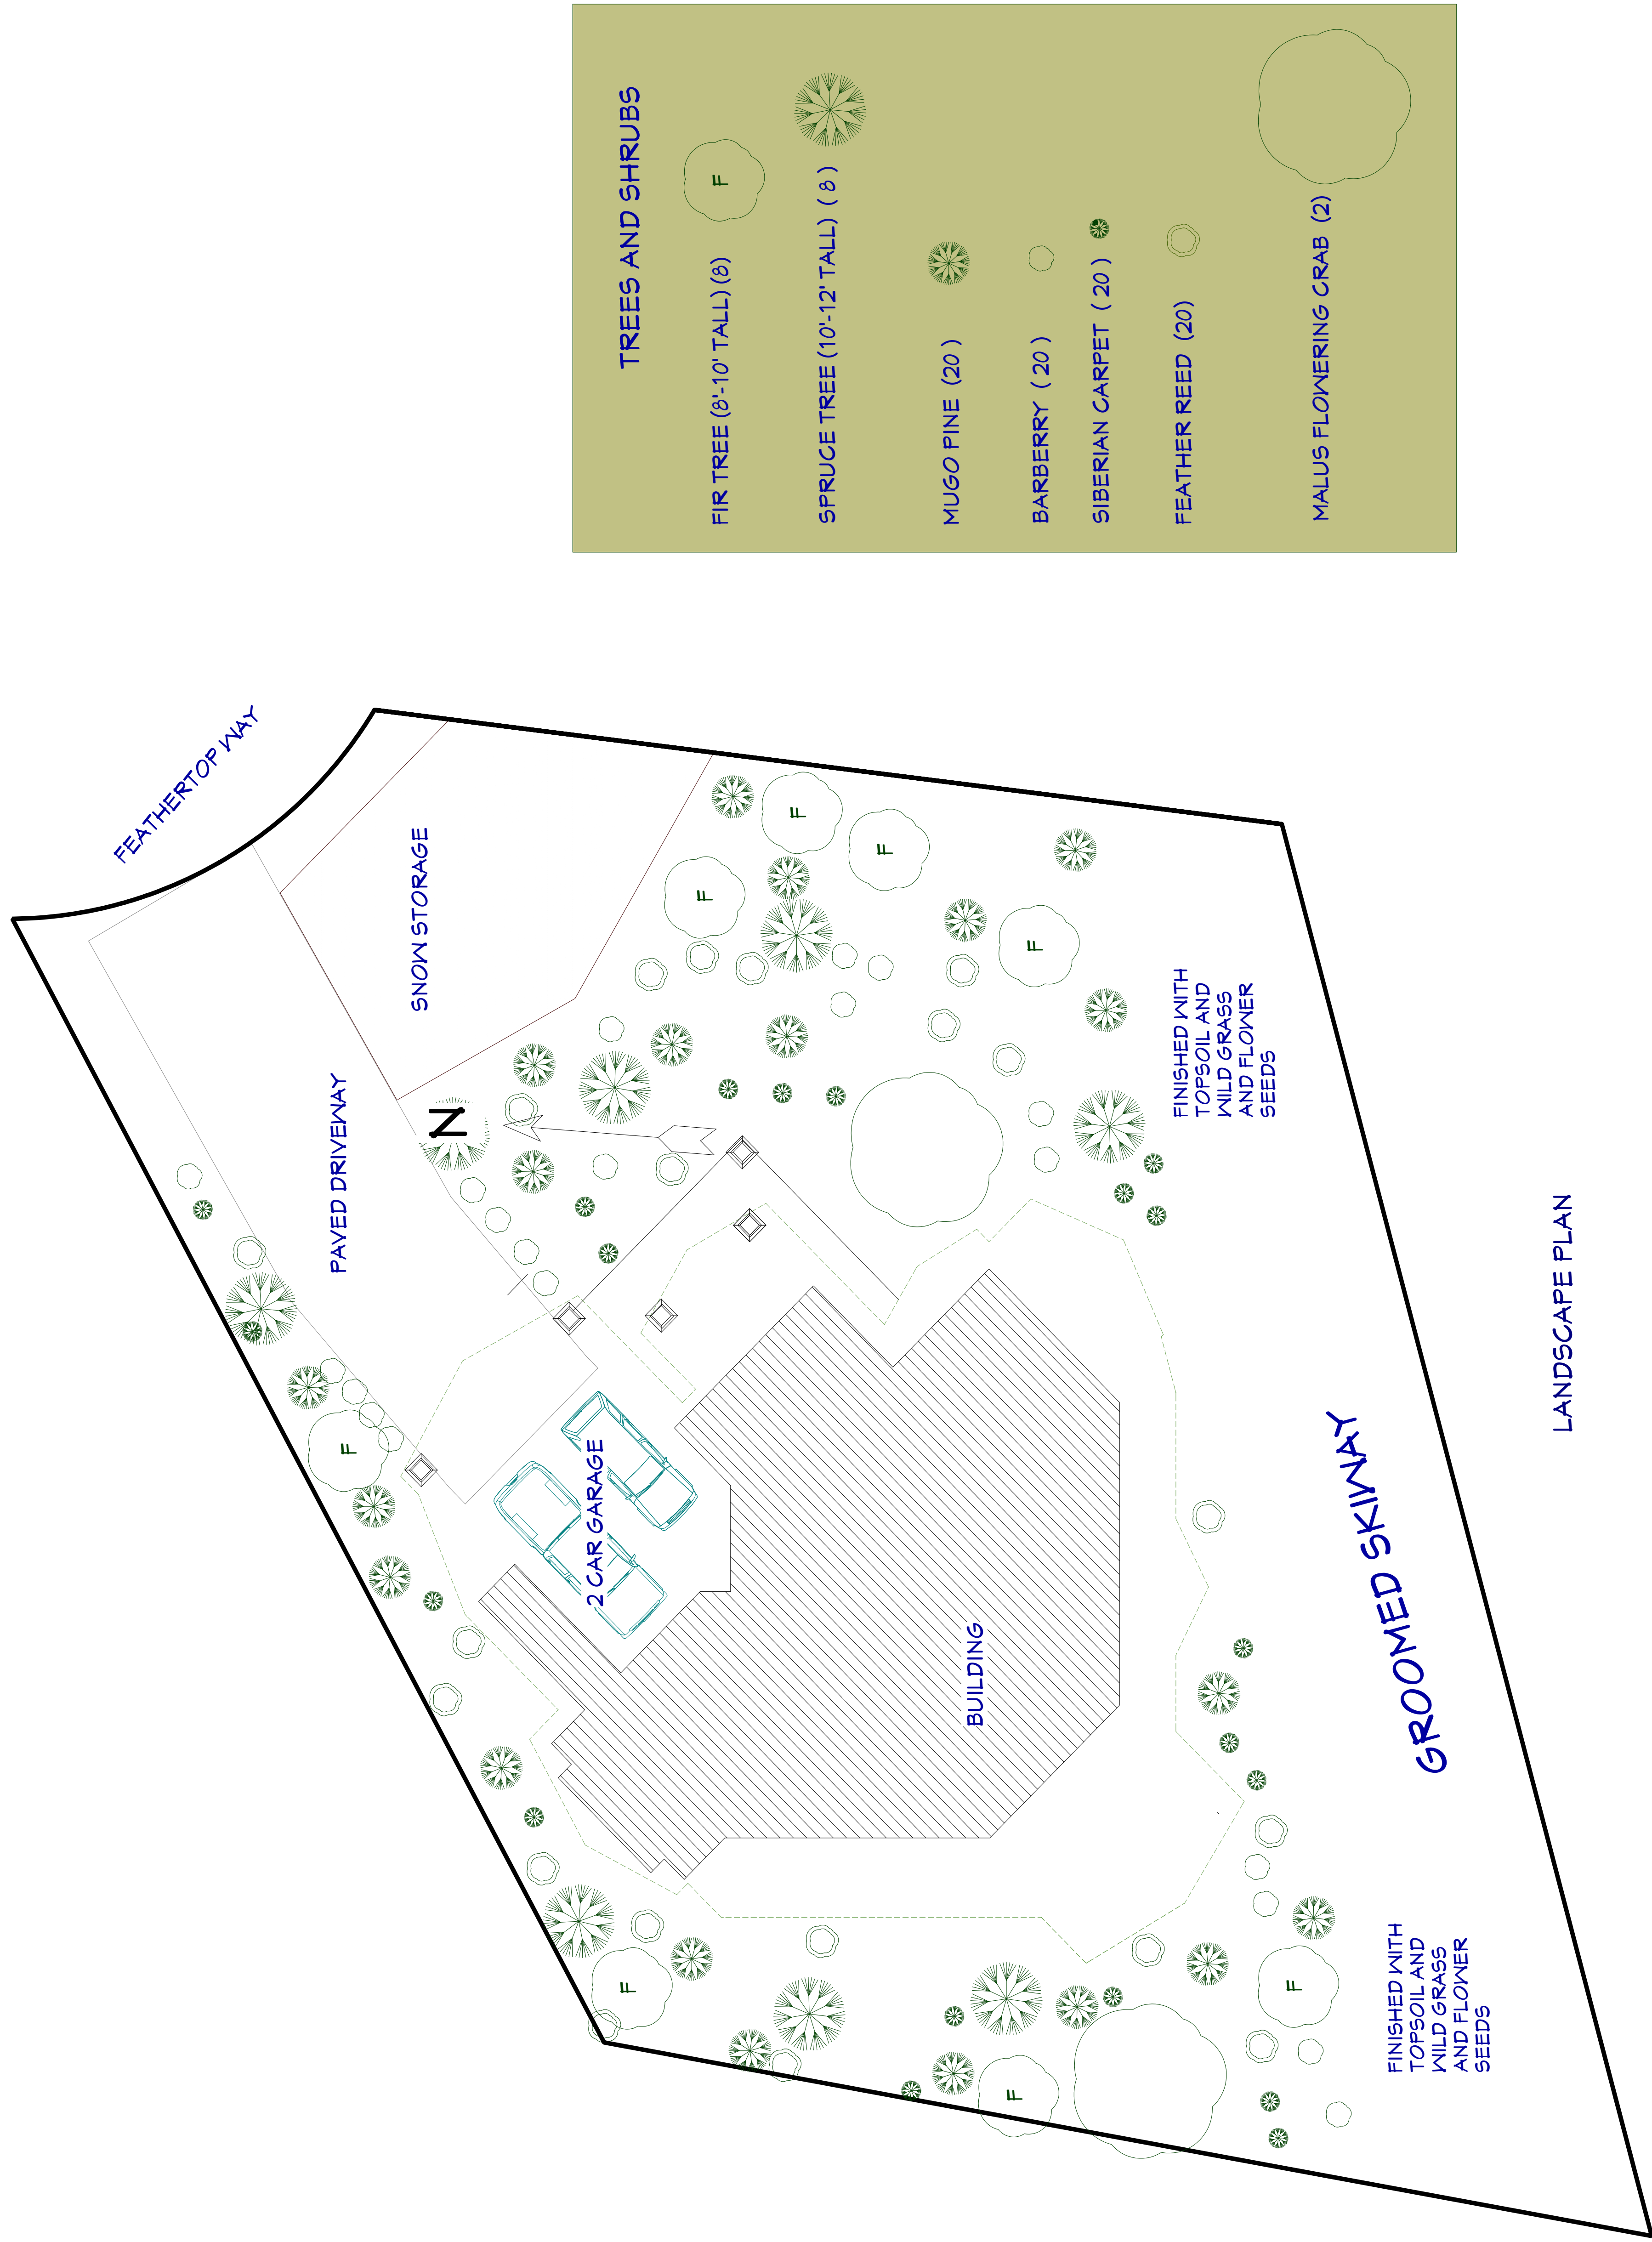 TREES AND SHRUBS
FIR TREE (8'-10' TALL) (8)
F
SPRUCE TREE (10'-12' TALL) ( 8 )
MUGO PINE (20 )
BARBERRY ( 20 )
SIBERIAN CARPET ( 20 )
FEATHER REED (20)
MALUS FLOWERING CRAB (2)
FEATHERTOP WAY
SNOW STORAGE
PAVED DRIVEWAY
N
F
F
F
F
F
F
F
F
2 CAR GARAGE
BUILDING
FINISHED WITH
TOPSOIL AND
WILD GRASS
AND FLOWER
SEEDS
GROOMED SKIWAY
FINISHED WITH
TOPSOIL AND
WILD GRASS
AND FLOWER
SEEDS
LANDSCAPE PLAN